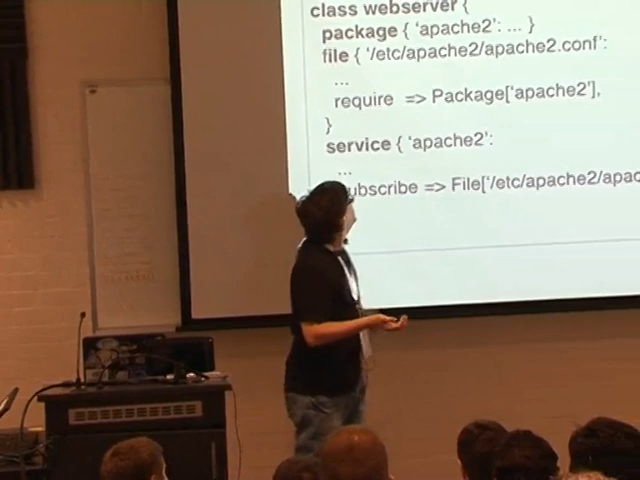 class webserver {
package { 'apache2': ... }
file { '/etc/apache2/apache2.conf':
...
require => Package['apache2'],
}
service { 'apache2':
...
ubscribe => File['/etc/apache2/apac